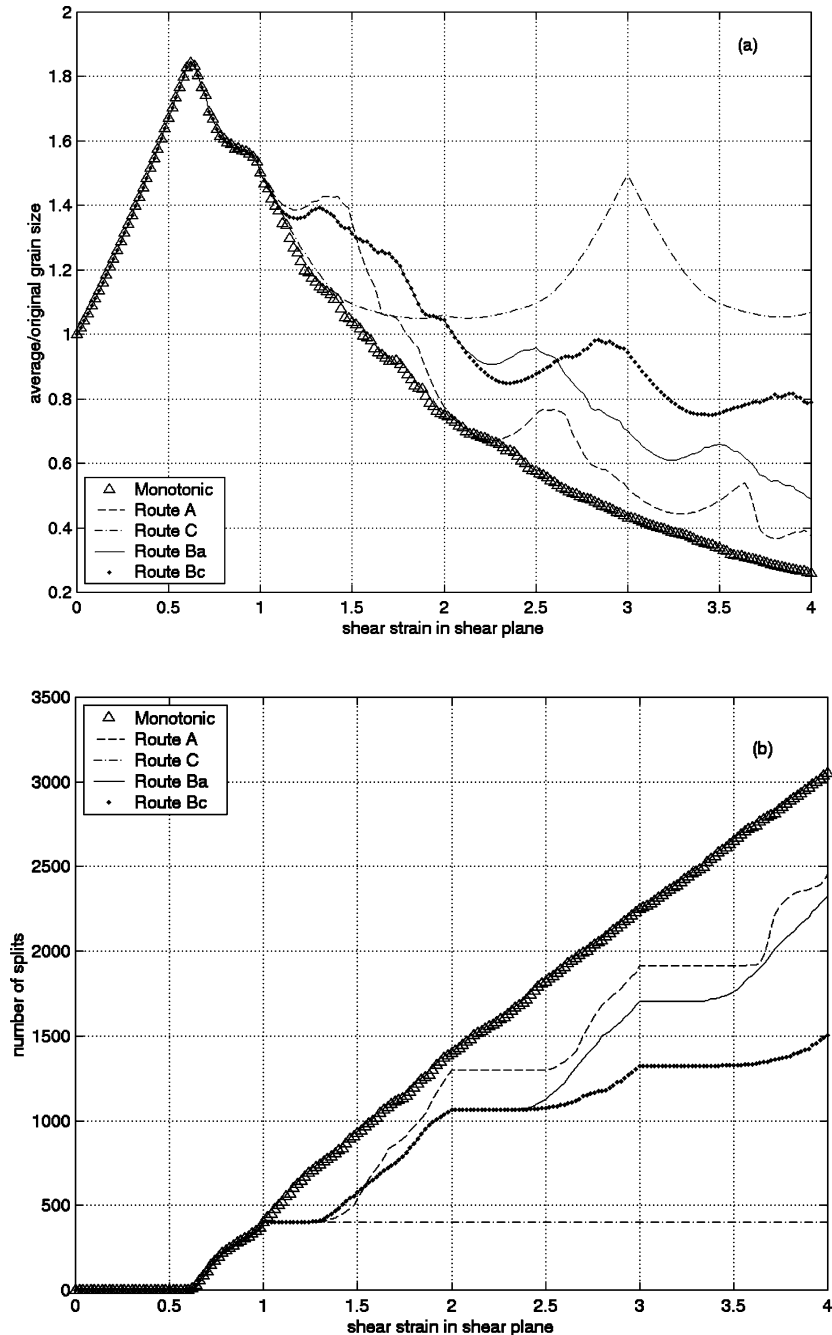 2
(a)
1.8
1.6
1.4
1.2
1
0.8
0.6
0.4
0.2
average/original grain size
Monotonic
Route A
Route C
Route Ba
Route Bc
0 0.5 1 1.5 2 2.5 3 3.5 4
shear strain in shear plane
3500
(b)
3000
2500
2000
1500
1000
500
0
number of splits
Monotonic
Route A
Route C
Route Ba
Route Bc
0 0.5 1 1.5 2 2.5 3 3.5 4
shear strain in shear plane